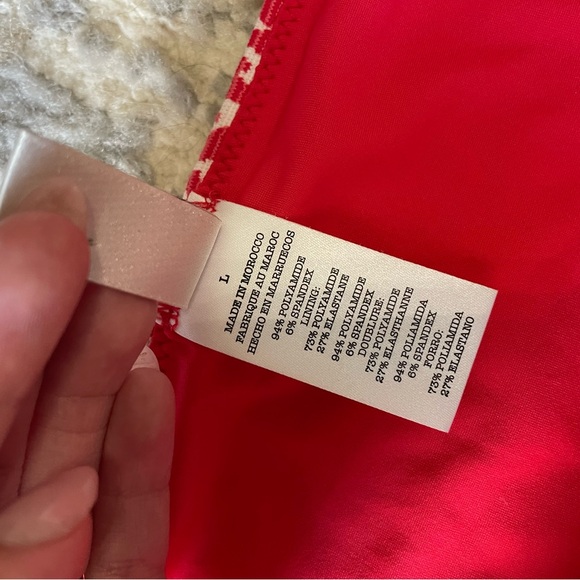 L
MADE IN MOROCCO
FABRIQUE AU MAROC
HECHO EN MARRUECOS
94% POLYAMIDE
6% SPANDEX
LINING:
73% POLYAMIDE
27% ELASTANE
94% POLYAMIDE
6% SPANDEX
DOUBLURE:
73% POLYAMIDE
27% ELASTHANNE
94% POLIAMIDA
6% SPANDEX
FORRO:
73% POLIAMIDA
27% ELASTANO